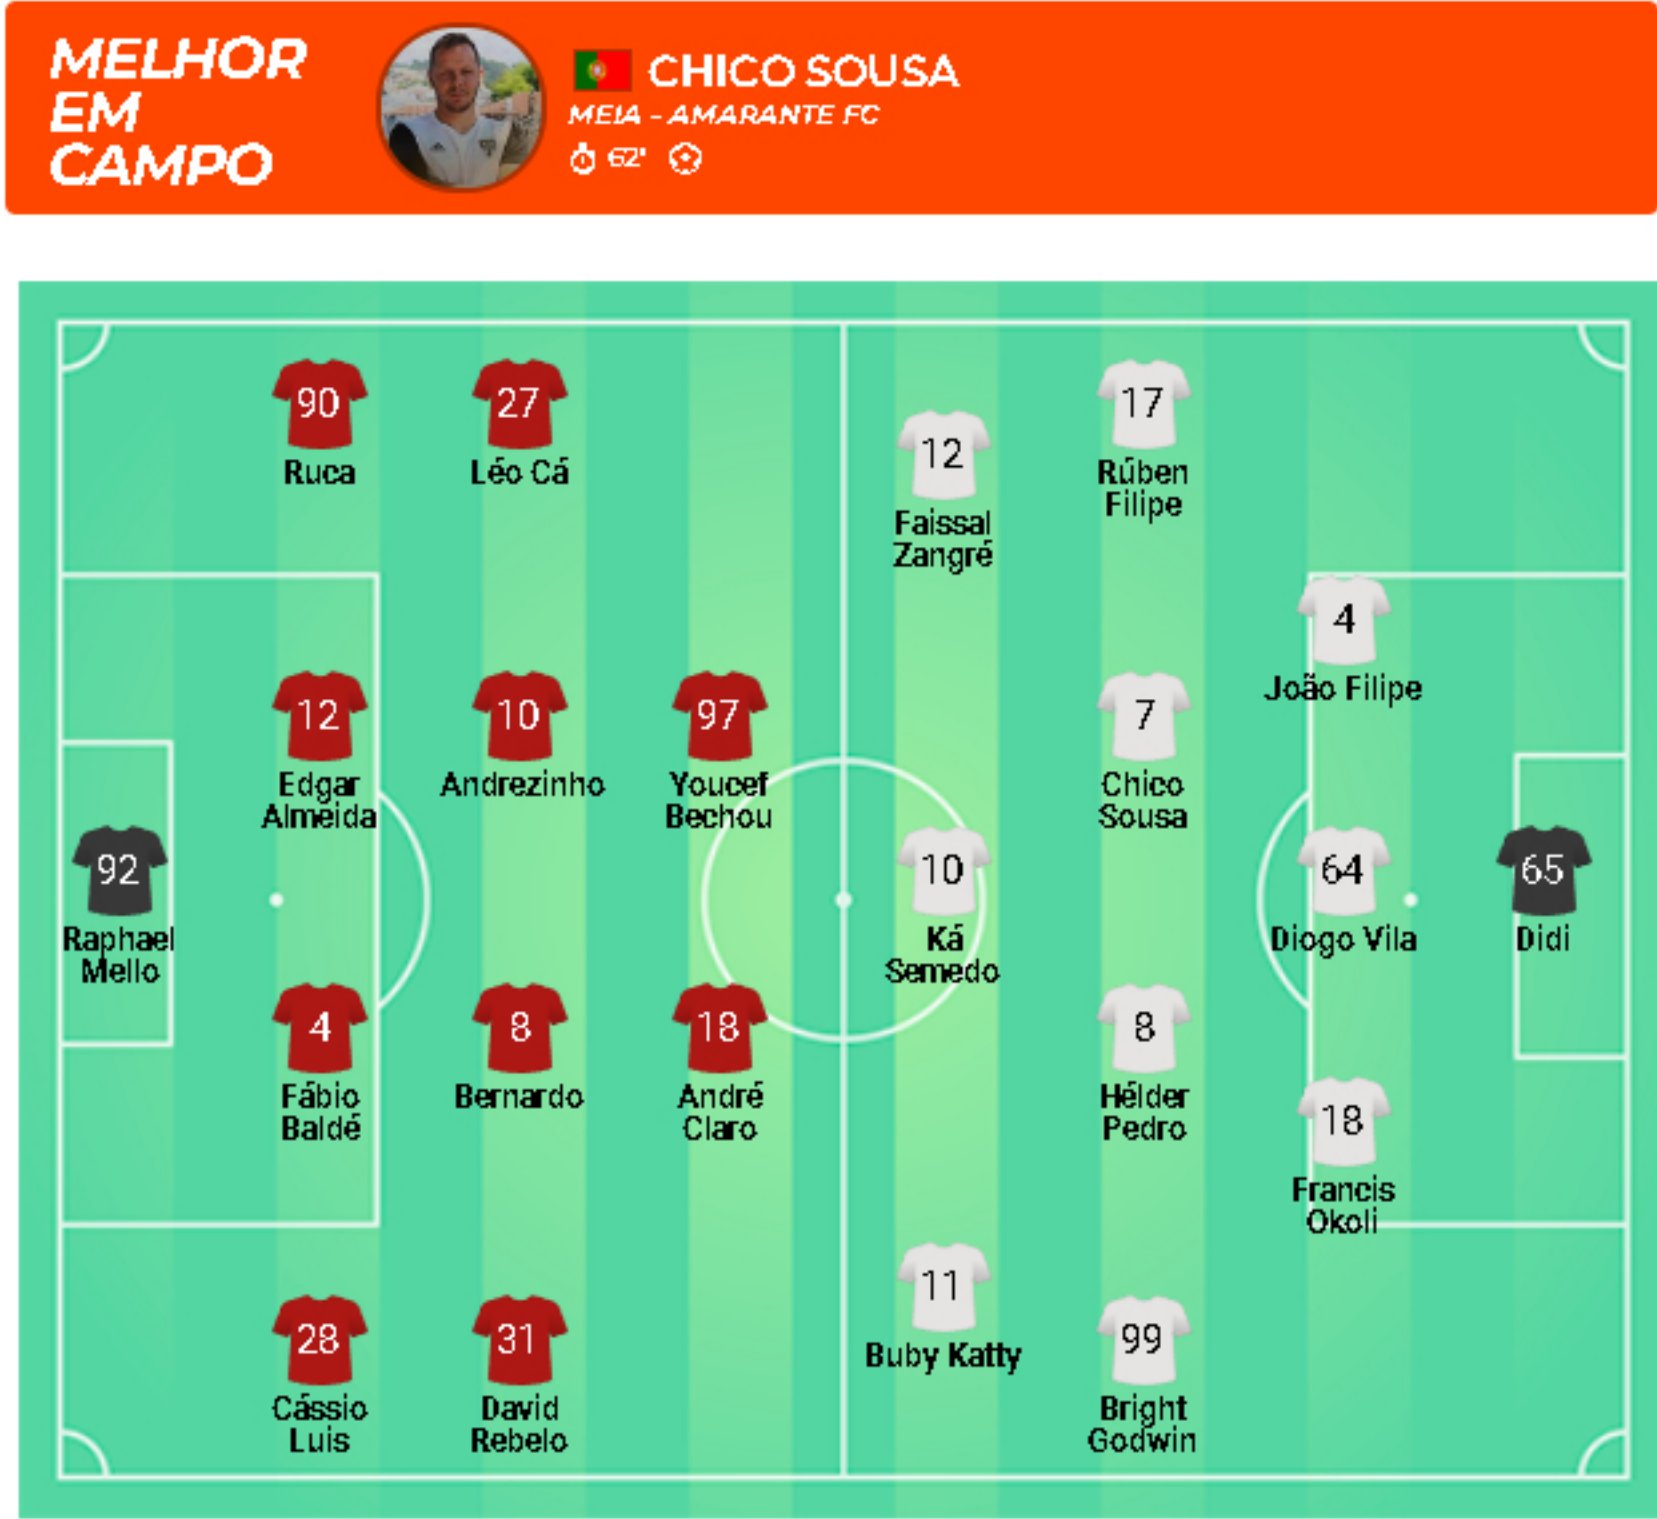 MELHOR
EM
CAMPO
CHICO SOUSA
MEIA - AMARANTE FC
62'
90
Ruca
27
Léo Cá
12
Faissal
Zangré
17
Rúben
Filipe
4
João Filipe
12
Edgar
Almeida
10
Andrezinho
97
Youcef
Bechou
7
Chico
Sousa
92
Raphael
Mello
10
Ká
Semedo
64
Diogo Vila
65
Didi
4
Fábio
Baldé
8
Bernardo
18
André
Claro
8
Hélder
Pedro
18
Francis
Okoli
11
Buby Katty
28
Cássio
Luis
31
David
Rebelo
99
Bright
Godwin